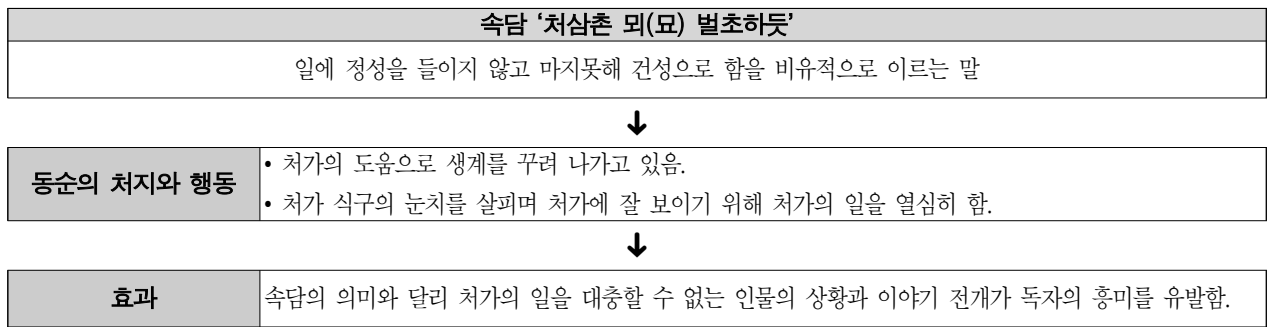 속담 ‘처삼촌 뫼(묘) 벌초하듯’
일에 정성을 들이지 않고 마지못해 건성으로 함을 비유적으로 이르는 말
동순의 처지와 행동
• 처가의 도움으로 생계를 꾸려 나가고 있음.
• 처가 식구의 눈치를 살피며 처가에 잘 보이기 위해 처가의 일을 열심히 함.
효과
속담의 의미와 달리 처가의 일을 대충할 수 없는 인물의 상황과 이야기 전개가 독자의 흥미를 유발함.